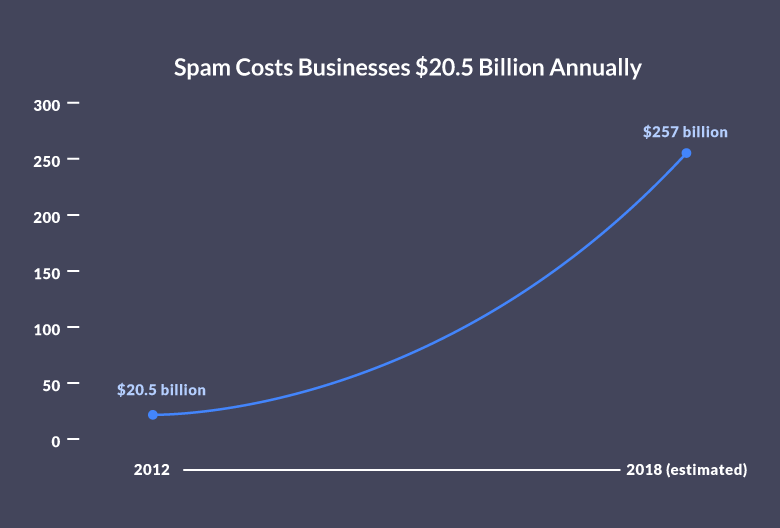 Spam Costs Businesses $20.5 Billion Annually
300
$257 billion
250
200
150
100
50
$20.5 billion
0
2012
2018 (estimated)